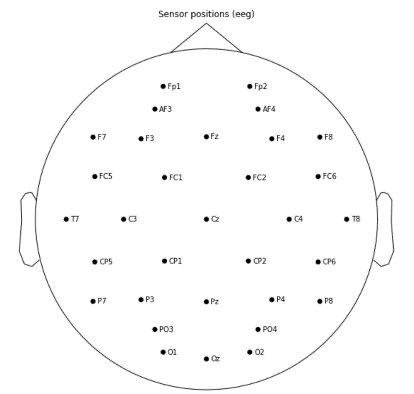 Sensor positions (eeg)
Fp1 Fp2
AF3 AF4
F7 F3 Fz F4 F8
FC5 FC1 FC2 FC6
T7 C3 Cz C4 T8
CP5 CP1 CP2 CP6
P7 P3 Pz P4 P8
PO3 PO4
O1 Oz O2